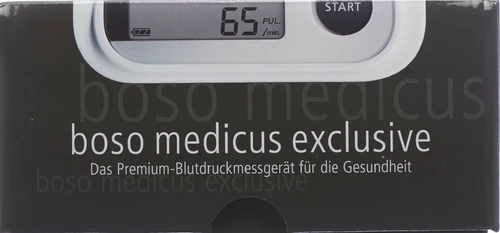 65 PUL.
/min.
START
boso medicus
boso medicus exclusive
Das Premium-Blutdruckmessgerät für die Gesundheit
boso medicus exclusive